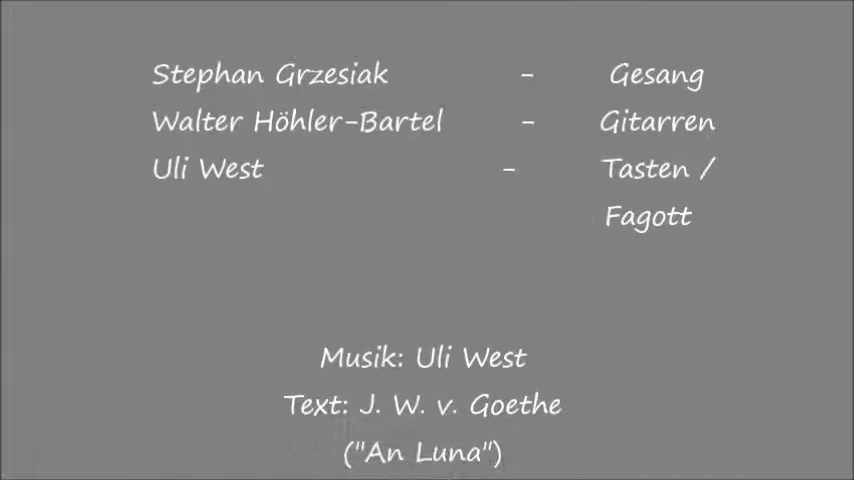 Stephan Grzesiak - Gesang
Walter Höhler-Bartel - Gitarren
Uli West - Tasten /
Fagott
Musik: Uli West
Text: J. W. v. Goethe
("An Luna")